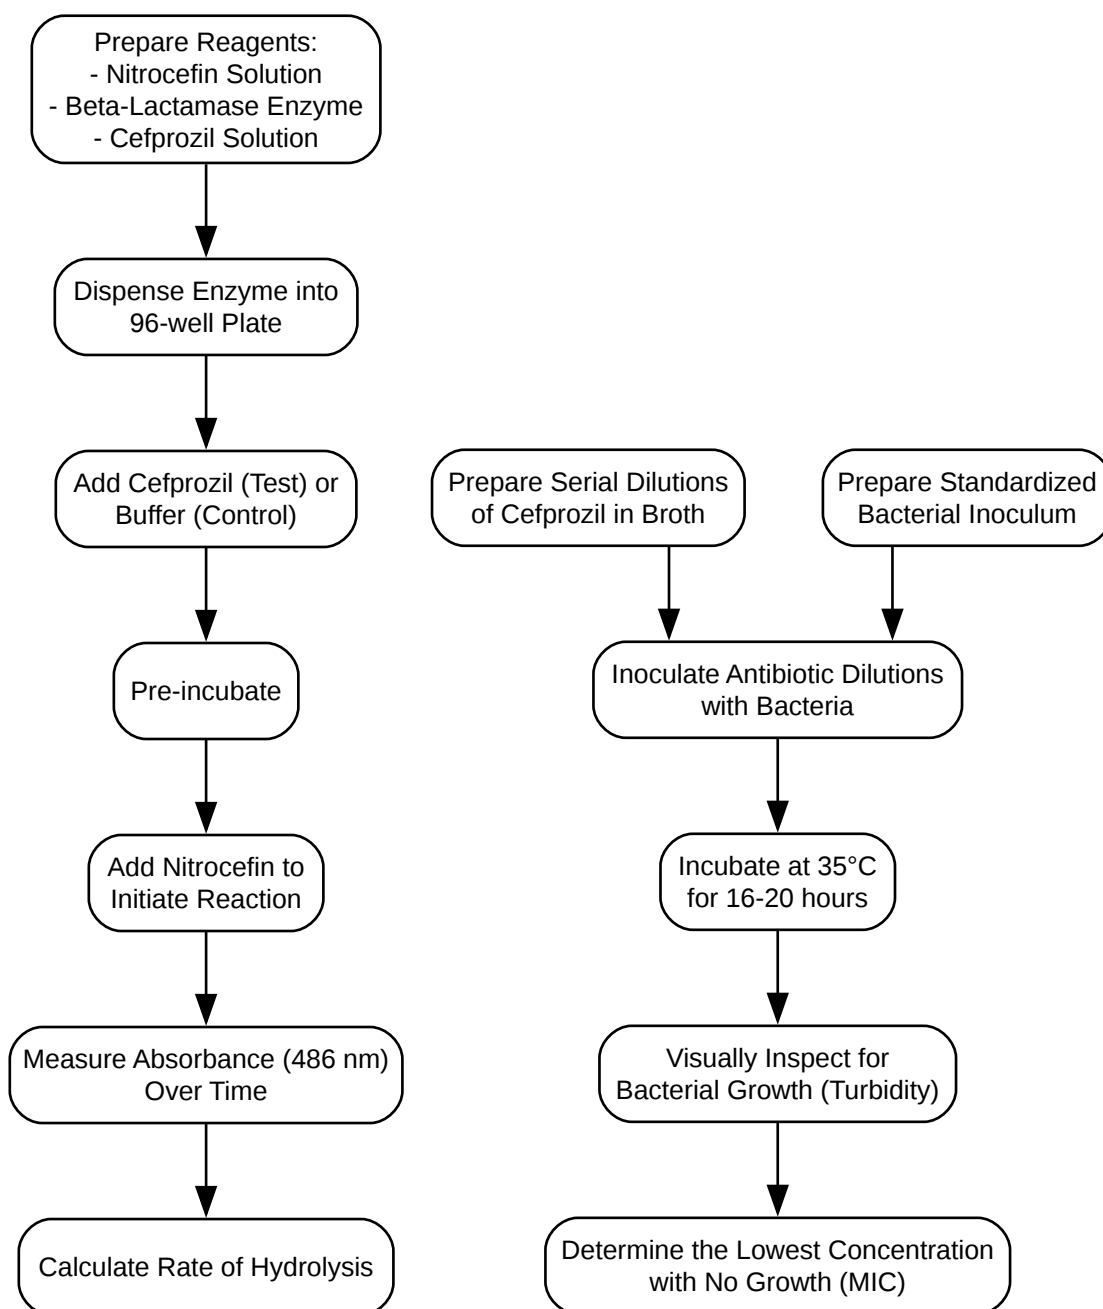 Prepare Reagents:
- Nitrocefin Solution
- Beta-Lactamase Enzyme
- Cefprozil Solution
Dispense Enzyme into
96-well Plate
Add Cefprozil (Test) or
Buffer (Control)
Pre-incubate
Add Nitrocefin to
Initiate Reaction
Measure Absorbance (486 nm)
Over Time
Calculate Rate of Hydrolysis
Prepare Serial Dilutions
of Cefprozil in Broth
Prepare Standardized
Bacterial Inoculum
Inoculate Antibiotic Dilutions
with Bacteria
Incubate at 35°C
for 16-20 hours
Visually Inspect for
Bacterial Growth (Turbidity)
Determine the Lowest Concentration
with No Growth (MIC)